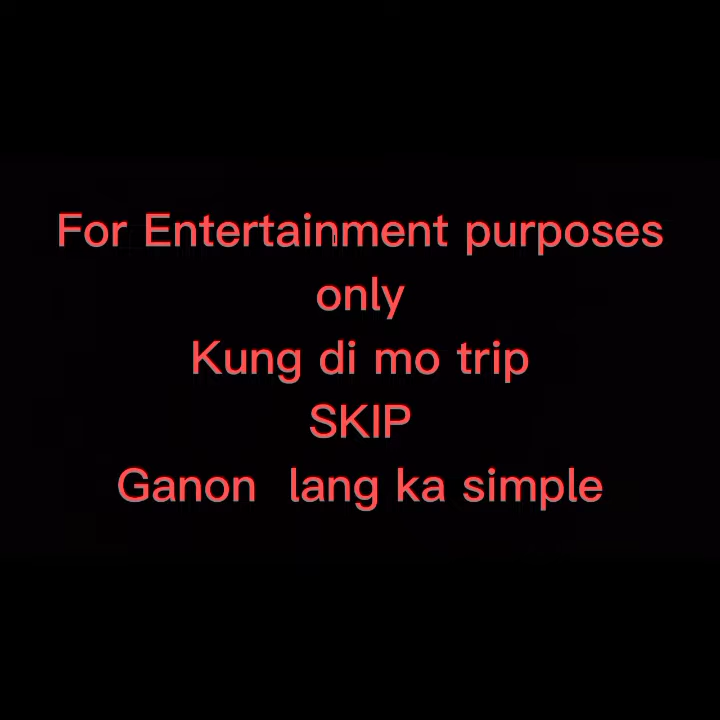 For Entertainment purposes
only
Kung di mo trip
SKIP
Ganon lang ka simple